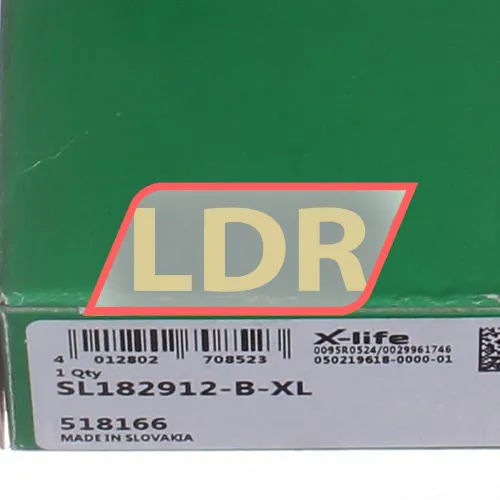 LDR
X-life
4 012802 708523
0095R0524/0029961746
050219618-0000-01
1 Qty
SL182912-B-XL
518166
MADE IN SLOVAKIA